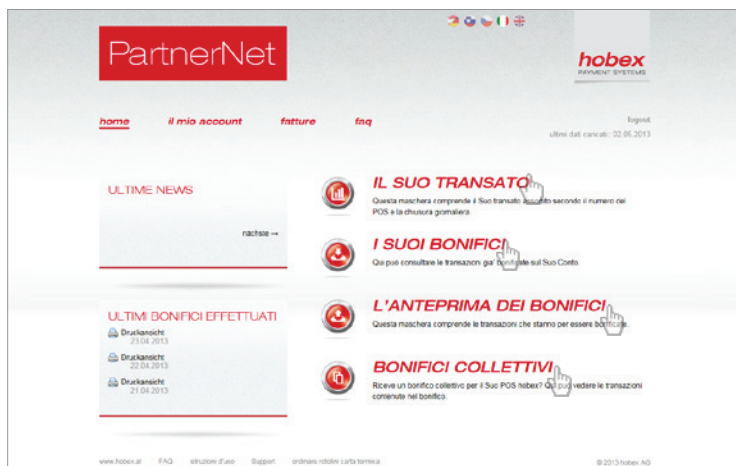 PartnerNet
hobex
PAYMENT SYSTEMS
home il mio account fatture faq
logout
ultimi dati caricati: 02.05.2013
ULTIME NEWS
nächste →
IL SUO TRANSATO
Questa maschera comprende il Suo transato secondo il numero del
POS e la chiusura giornaliera.
I SUOI BONIFICI
Qui può consultare le transazioni gia' bonificate sul Suo Conto.
L'ANTEPRIMA DEI BONIFICI
Questa maschera comprende le transazioni che stanno per essere bonificate.
BONIFICI COLLETTIVI
Riceve un bonifico collettivo per il Suo POS hobex? Qui può vedere le transazioni
contenute nel bonifico.
ULTIMI BONIFICI EFFETTUATI
Druckansicht
23.04.2013
Druckansicht
22.04.2013
Druckansicht
21.04.2013
www.hobex.at FAQ istruzioni d'uso Support ordinare rotolini carta termica
© 2013 hobex AG